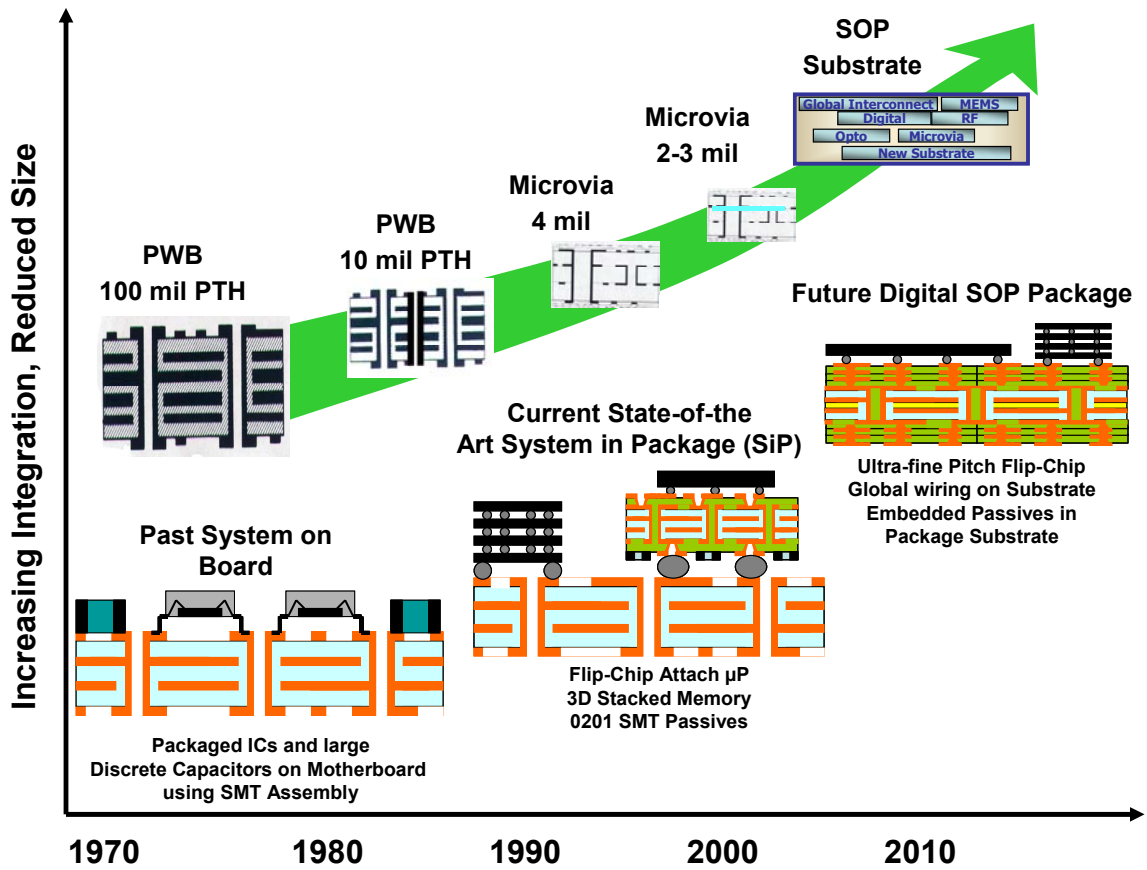 SOP
Substrate
Global Interconnect MEMS
Digital RF
Opto Microvia
New Substrate
Microvia
2-3 mil
Microvia
4 mil
PWB
10 mil PTH
PWB
100 mil PTH
Increasing Integration, Reduced Size
Future Digital SOP Package
Ultra-fine Pitch Flip-Chip
Global wiring on Substrate
Embedded Passives in
Package Substrate
Current State-of-the
Art System in Package (SiP)
Flip-Chip Attach µP
3D Stacked Memory
0201 SMT Passives
Past System on
Board
Packaged ICs and large
Discrete Capacitors on Motherboard
using SMT Assembly
1970 1980 1990 2000 2010